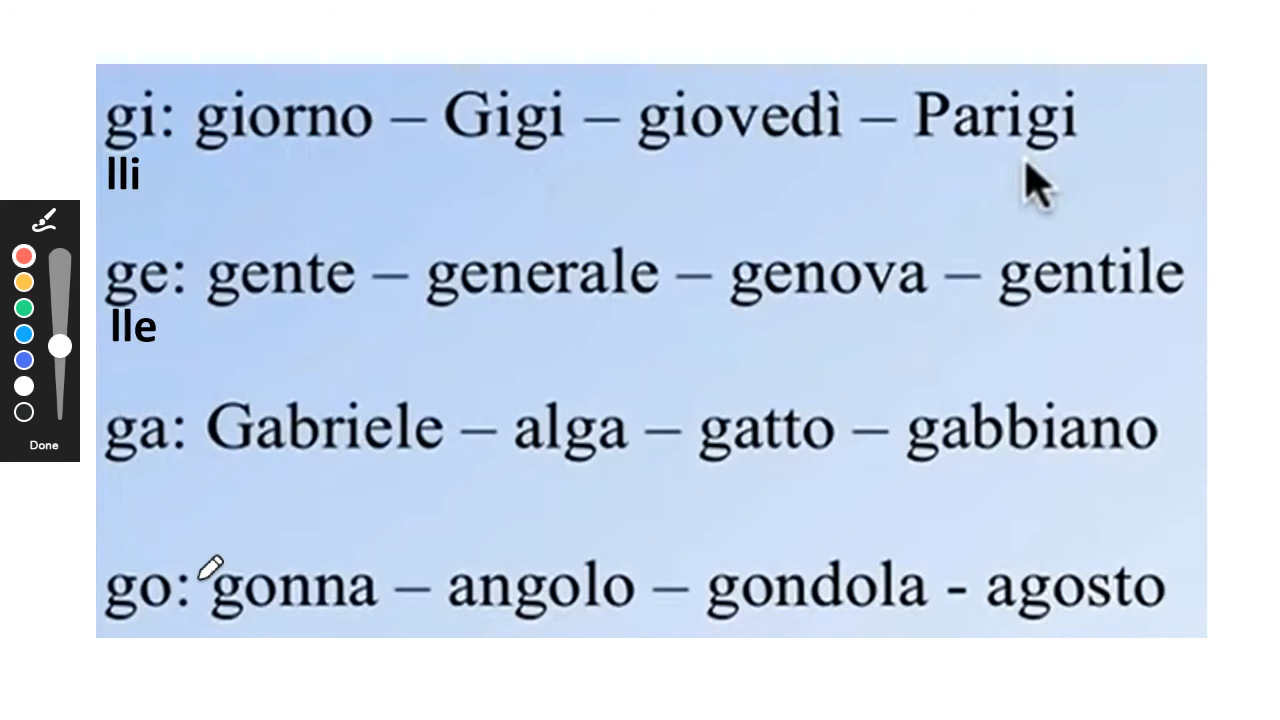 gi: giorno – Gigi – giovedì – Parigi
lli
ge: gente – generale – genova – gentile
lle
ga: Gabriele – alga – gatto – gabbiano
go: gonna – angolo – gondola - agosto
Done